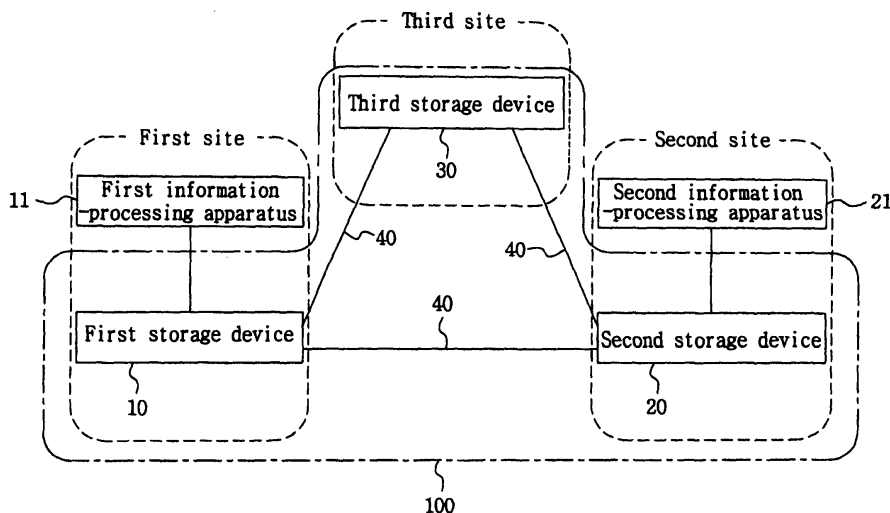 Third site
Third storage device
30
First site
Second site
11
First information
-processing apparatus
Second information
-processing apparatus
21
40
40
40
First storage device
Second storage device
10
20
100